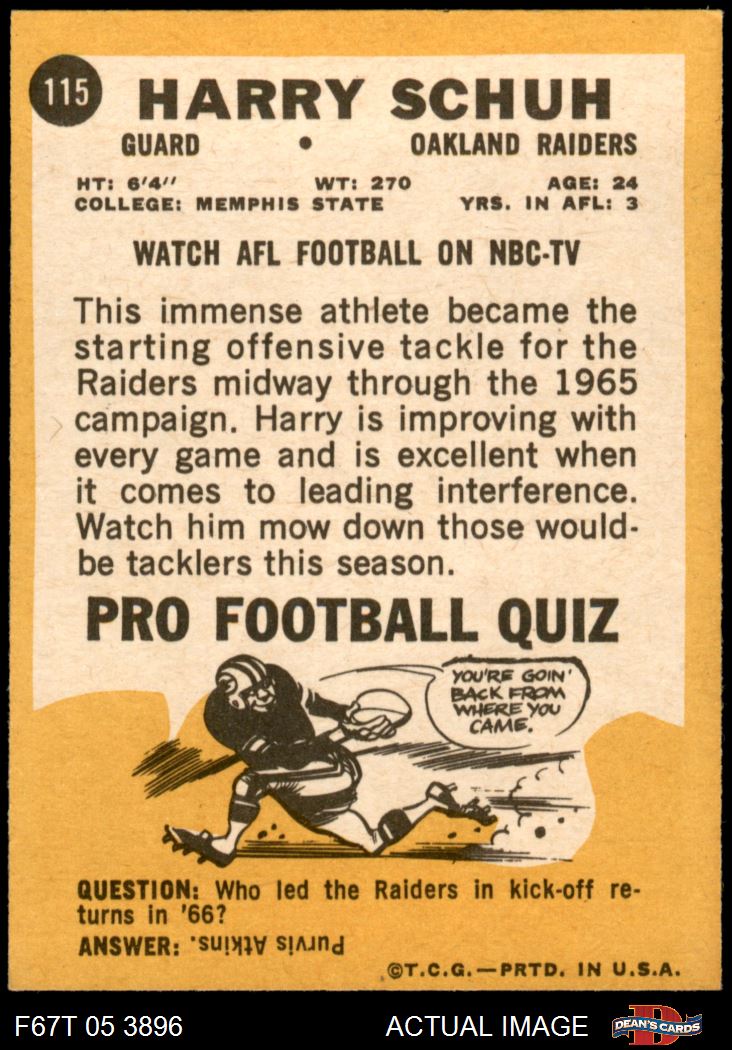 115
HARRY SCHUH
GUARD • OAKLAND RAIDERS
HT: 6'4'' WT: 270 AGE: 24
COLLEGE: MEMPHIS STATE YRS. IN AFL: 3
WATCH AFL FOOTBALL ON NBC-TV
This immense athlete became the
starting offensive tackle for the
Raiders midway through the 1965
campaign. Harry is improving with
every game and is excellent when
it comes to leading interference.
Watch him mow down those would-
be tacklers this season.
PRO FOOTBALL QUIZ
YOU'RE GOIN'
BACK FROM
WHERE YOU
CAME.
QUESTION: Who led the Raiders in kick-off re-
turns in '66?
ANSWER: Purvis Atkins.
©T.C.G.—PRTD. IN U.S.A.
F67T 05 3896 ACTUAL IMAGE
D
DEAN'S CARDS